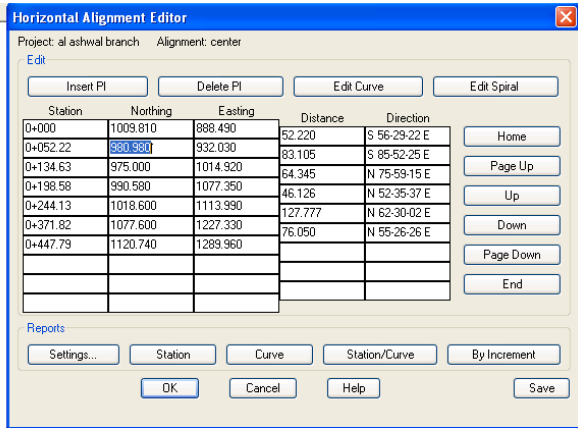 Horizontal Alignment Editor
Project: al ashwal branch Alignment: center
Edit
Insert PI Delete PI Edit Curve Edit Spiral
Station Northing Easting Distance Direction
0+000 1009.810 888.490
52.220 S 56-29-22 E
0+052.22 980.980 932.030
83.105 S 85-52-25 E
0+134.63 975.000 1014.920
64.345 N 75-59-15 E
0+198.58 990.580 1077.350
46.126 N 52-35-37 E
0+244.13 1018.600 1113.990
127.777 N 62-30-02 E
0+371.82 1077.600 1227.330
76.050 N 55-26-26 E
0+447.79 1120.740 1289.960
Home
Page Up
Up
Down
Page Down
End
Reports
Settings... Station Curve Station/Curve By Increment
OK Cancel Help Save